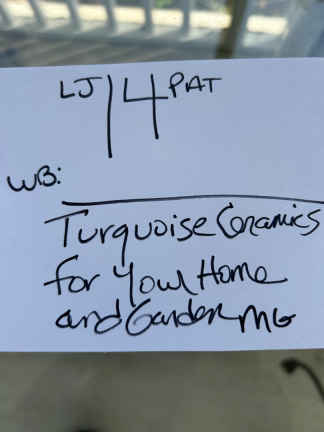 LJ 14 PAT
WB:
Turquoise Ceramics
for Your Home
and Garden MG